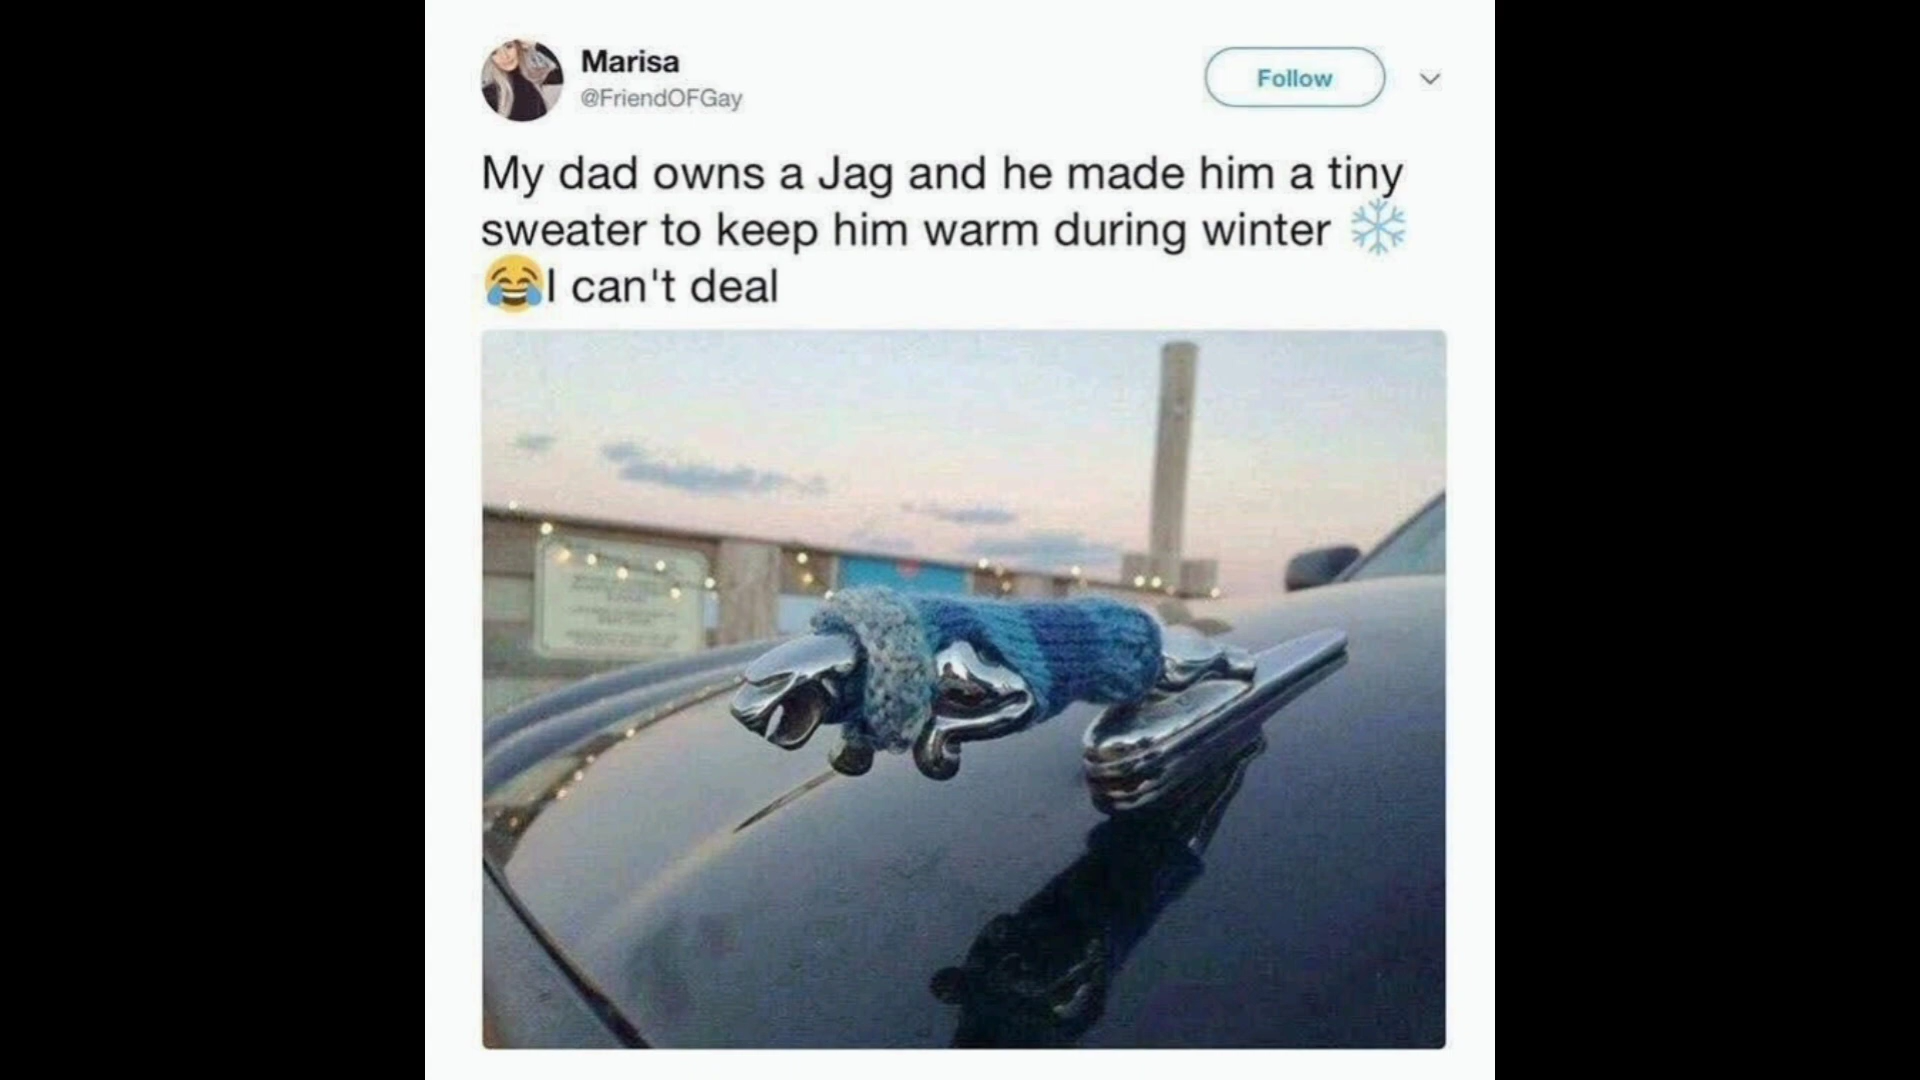 Marisa
@FriendOFGay
Follow
My dad owns a Jag and he made him a tiny
sweater to keep him warm during winter ❄️
😂I can't deal